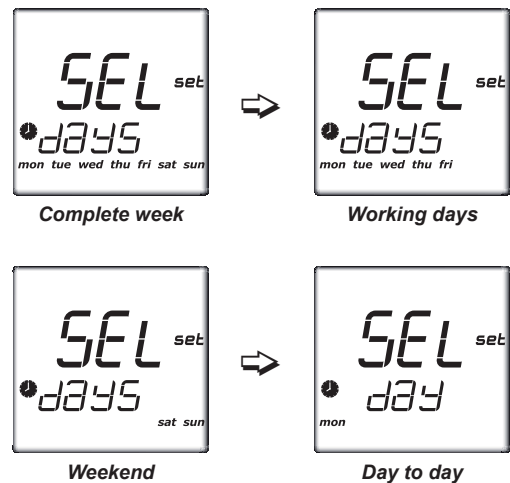 SEL set
days
mon tue wed thu fri sat sun
Complete week
SEL set
days
mon tue wed thu fri
Working days
SEL set
days
sat sun
Weekend
SEL set
day
mon
Day to day